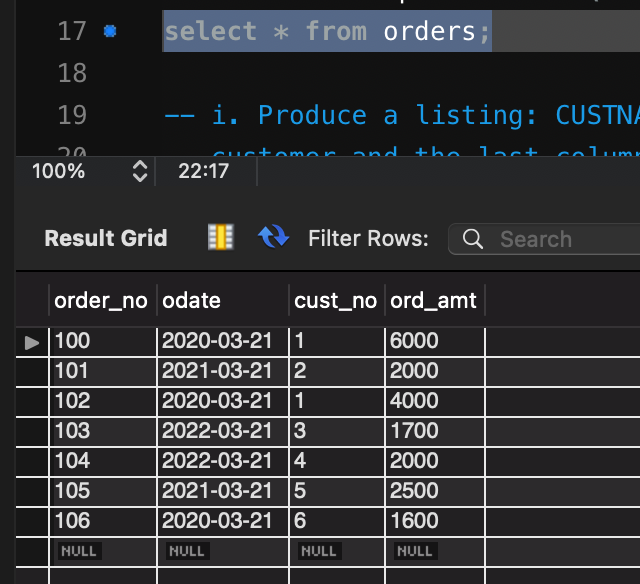 17 select * from orders;
18
19 -- i. Produce a listing: CUSTNA
20 customer and the last column
100% 22:17
Result Grid Filter Rows: Search
order_no odate cust_no ord_amt
100 2020-03-21 1 6000
101 2021-03-21 2 2000
102 2020-03-21 1 4000
103 2022-03-21 3 1700
104 2022-03-21 4 2000
105 2021-03-21 5 2500
106 2020-03-21 6 1600
NULL NULL NULL NULL